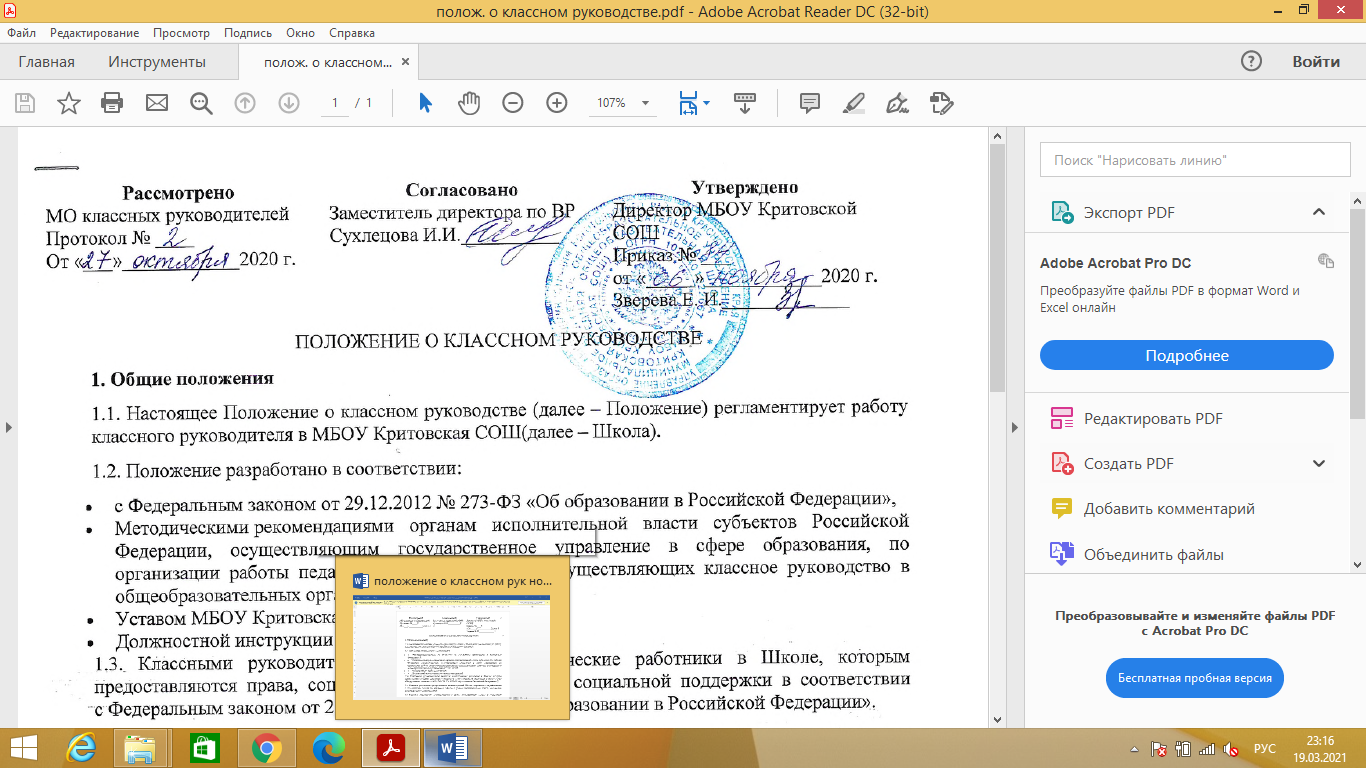 полож. о классном руководстве.pdf - Adobe Acrobat Reader DC (32-bit)
Файл Редактирование Просмотр Подпись Окно Справка
Главная Инструменты полож. о классном... × Войти
1 / 1 107%
Рассмотрено
МО классных руководителей
Протокол № 2
От «27» октября 2020 г.
Согласовано
Заместитель директора по ВР
Сухлецова И.И.
Утверждено
Директор МБОУ Критовской
СОШ
Приказ №
от «06» ноября 2020 г.
Зверева Е. И.
ПОЛОЖЕНИЕ О КЛАССНОМ РУКОВОДСТВЕ
1. Общие положения
1.1. Настоящее Положение о классном руководстве (далее – Положение) регламентирует работу
классного руководителя в МБОУ Критовская СОШ(далее – Школа).
1.2. Положение разработано в соответствии:
• с Федеральным законом от 29.12.2012 № 273-ФЗ «Об образовании в Российской Федерации»,
• Методическими рекомендациями органам исполнительной власти субъектов Российской
Федерации, осуществляющим государственное управление в сфере образования, по
организации работы педа уществляющих классное руководство в
общеобразовательных орга
• Уставом МБОУ Критовска
• Должностной инструкции
1.3. Классными руководит ческие работники в Школе, которым
предоставляются права, соц социальной поддержки в соответствии
с Федеральным законом от 2 разовании в Российской Федерации».
положение о классном рук но...
Поиск "Нарисовать линию"
Экспорт PDF
Adobe Acrobat Pro DC
Преобразуйте файлы PDF в формат Word и
Excel онлайн
Подробнее
Редактировать PDF
Создать PDF
Добавить комментарий
Объединить файлы
Преобразовывайте и изменяйте файлы PDF
с Acrobat Pro DC
Бесплатная пробная версия
РУС
23:16
19.03.2021